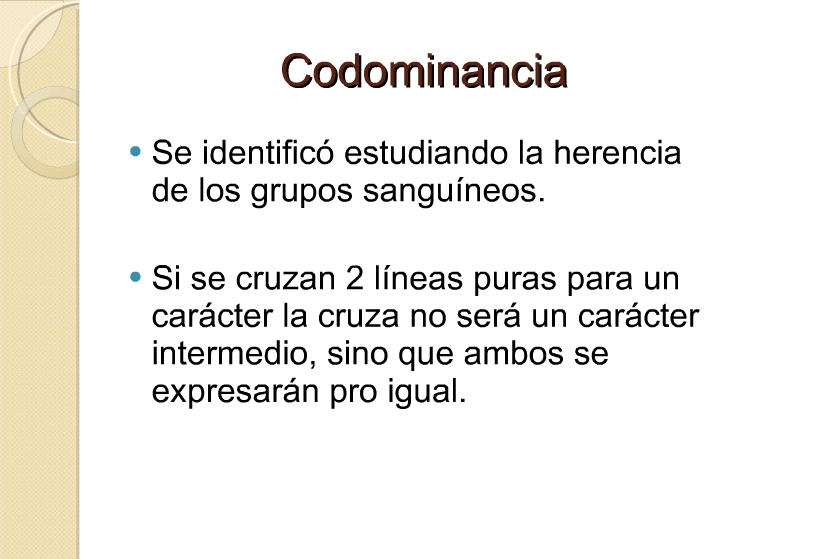 Codominancia
• Se identificó estudiando la herencia
de los grupos sanguíneos.
• Si se cruzan 2 líneas puras para un
carácter la cruza no será un carácter
intermedio, sino que ambos se
expresarán pro igual.